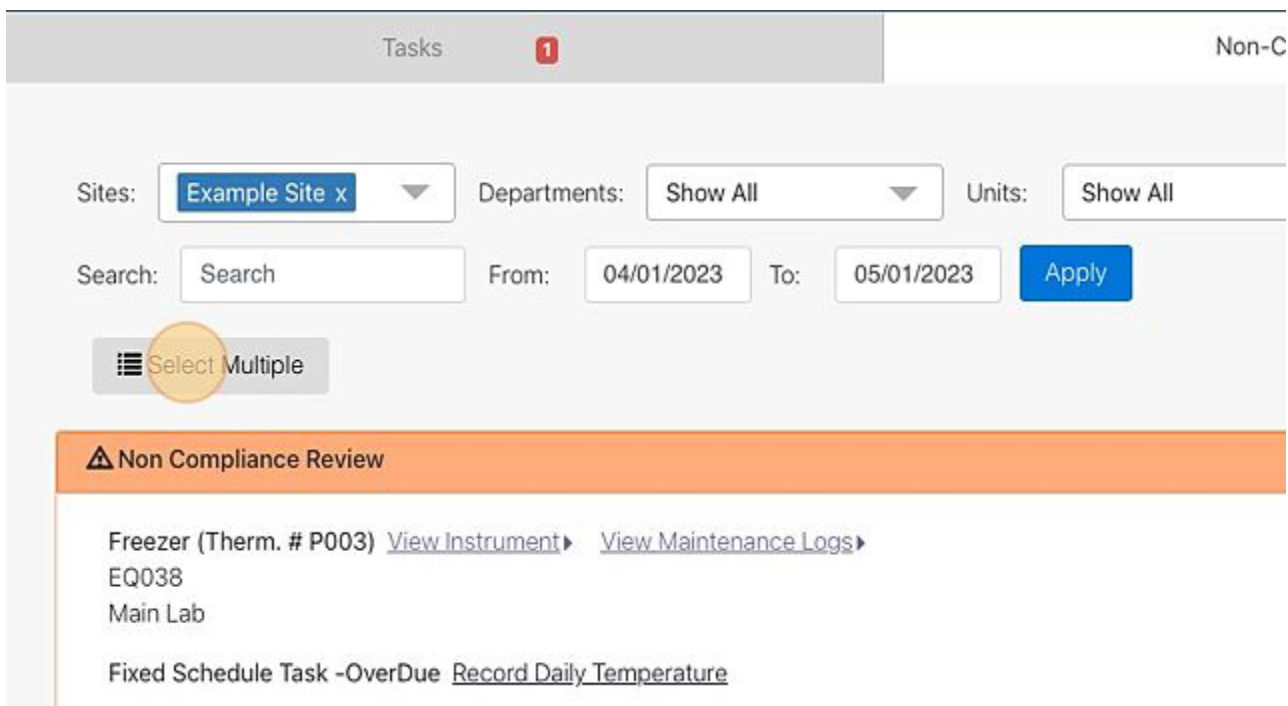 Tasks 1 Non-C
Sites: Example Site x Departments: Show All Units: Show All
Search: Search From: 04/01/2023 To: 05/01/2023 Apply
Select Multiple
Non Compliance Review
Freezer (Therm. # P003) View Instrument View Maintenance Logs
EQ038
Main Lab
Fixed Schedule Task -OverDue Record Daily Temperature